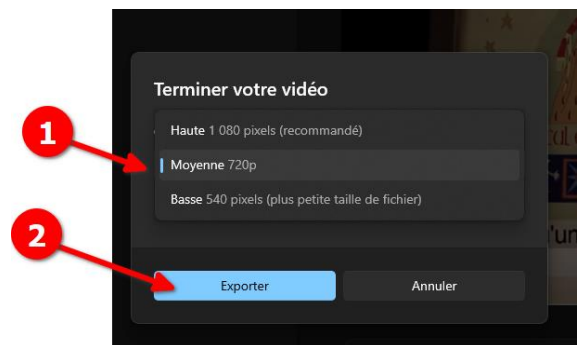 Terminer votre vidéo
1
Haute 1 080 pixels (recommandé)
Moyenne 720p
Basse 540 pixels (plus petite taille de fichier)
2
Exporter
Annuler